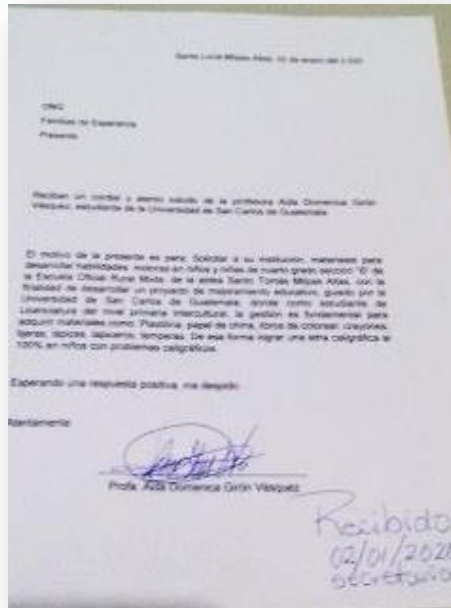 Santa Lucía Milpas Altas, 02 de enero del 2,020
ONG
Familias de Esperanza
Presente
Reciban un cordial y atento saludo de la profesora Aida Domenica Girón
Vásquez, estudiante de la Universidad de San Carlos de Guatemala.
El motivo de la presente es para: Solicitar a su institución, materiales para
desarrollar habilidades motoras en niños y niñas de cuarto grado sección "B" de
la Escuela Oficial Rural Mixta, de la aldea Santo Tomás Milpas Altas, con la
finalidad de desarrollar un proyecto de mejoramiento educativo, guiado por la
Universidad de San Carlos de Guatemala, donde como estudiante de
Licenciatura del nivel primaria intercultural, la gestión es fundamental para
adquirir materiales como: Plastilina, papel de china, libros de colorear, crayones,
tijeras, lápices, lapiceros, temperas. De esa forma lograr una letra caligráfica al
100% en niños con problemas caligráficos.
Esperando una respuesta positiva, me despido.
Atentamente
Profa. Aida Domenica Girón Vásquez
Recibido
02/01/2020
secretaria